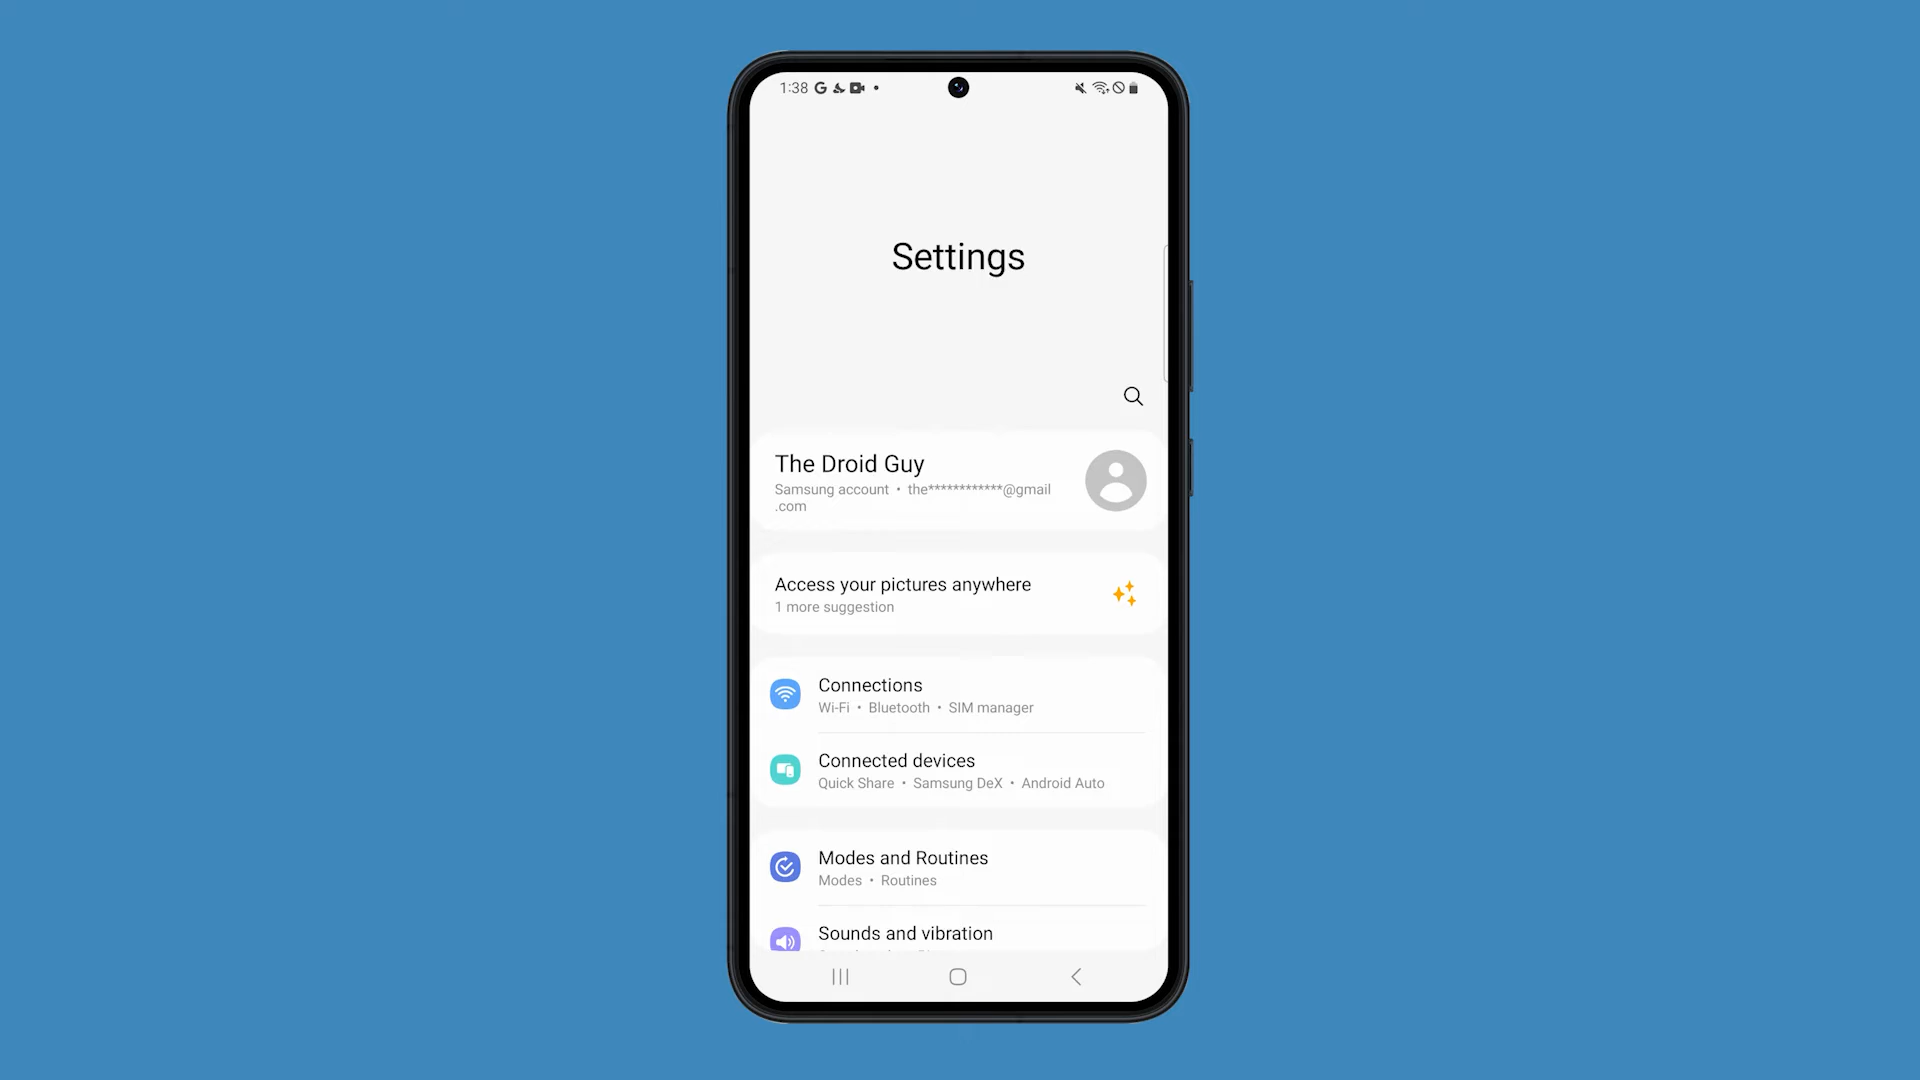 1:38
Settings
The Droid Guy
Samsung account • the************@gmail
.com
Access your pictures anywhere
1 more suggestion
Connections
Wi-Fi • Bluetooth • SIM manager
Connected devices
Quick Share • Samsung DeX • Android Auto
Modes and Routines
Modes • Routines
Sounds and vibration